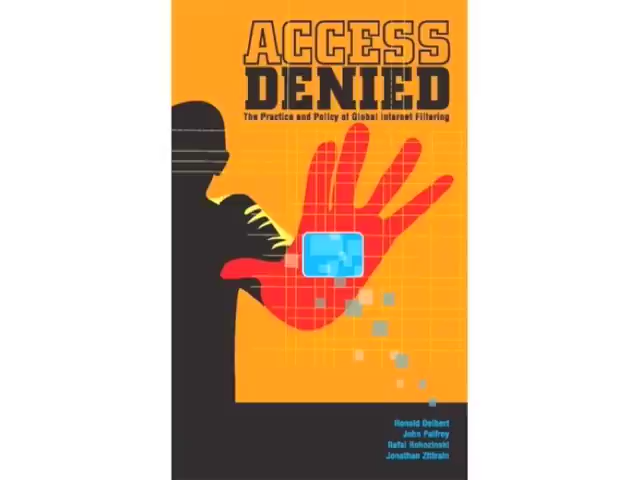 ACCESS
DENIED
The Practice and Policy of Global Internet Filtering
Ronald Deibert
John Palfrey
Rafal Rohozinski
Jonathan Zittrain